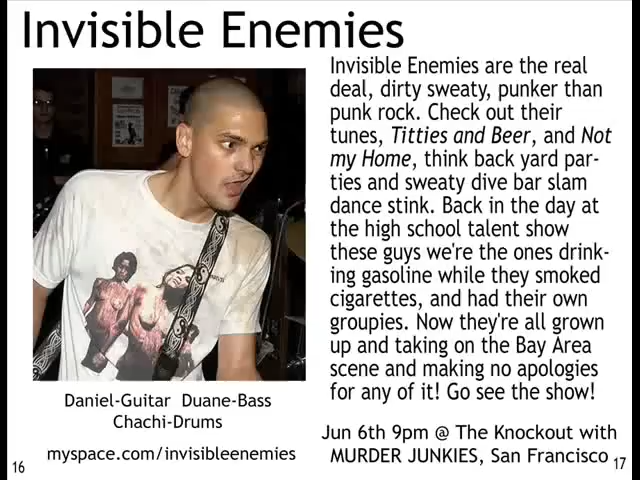 Invisible Enemies
Invisible Enemies are the real
deal, dirty sweaty, punker than
punk rock. Check out their
tunes, Titties and Beer, and Not
my Home, think back yard par-
ties and sweaty dive bar slam
dance stink. Back in the day at
the high school talent show
these guys we're the ones drink-
ing gasoline while they smoked
cigarettes, and had their own
groupies. Now they're all grown
up and taking on the Bay Area
scene and making no apologies
for any of it! Go see the show!
Daniel-Guitar Duane-Bass
Chachi-Drums
myspace.com/invisibleenemies
Jun 6th 9pm @ The Knockout with
MURDER JUNKIES, San Francisco
16
17